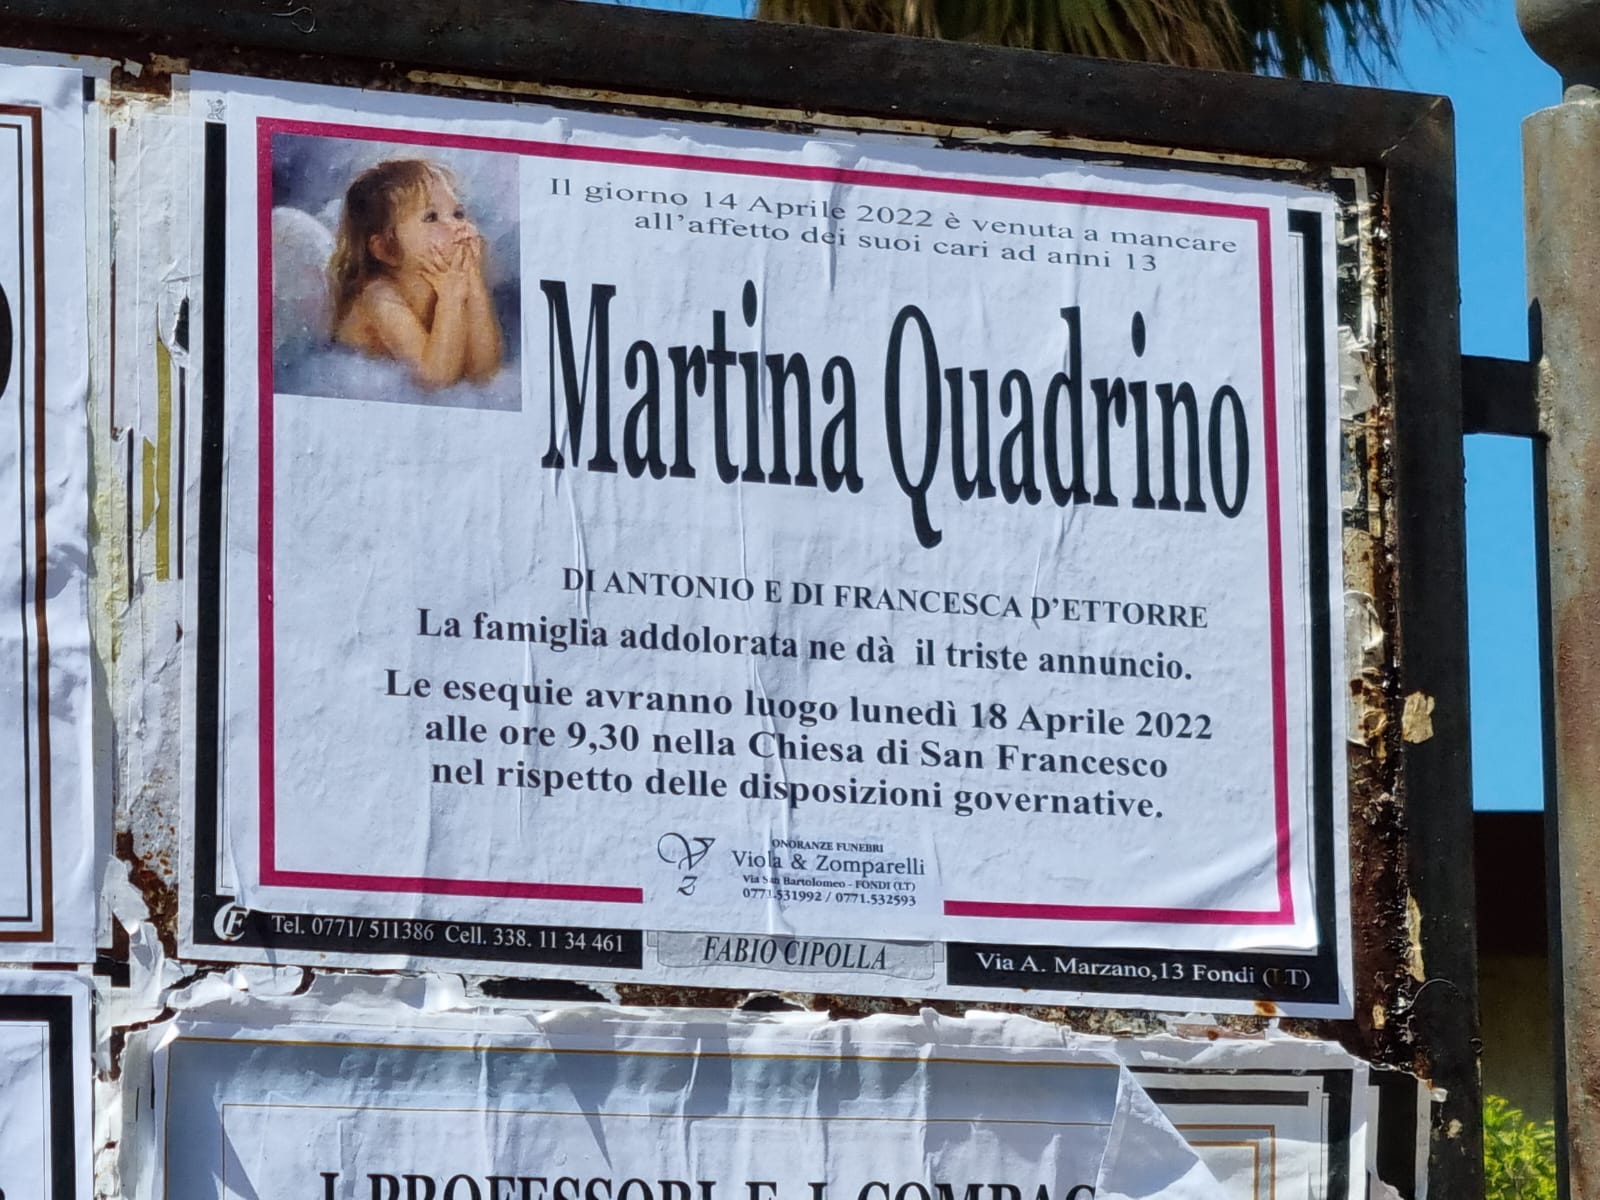 Il giorno 14 Aprile 2022 è venuta a mancare
all'affetto dei suoi cari ad anni 13
Martina Quadrino
DI ANTONIO E DI FRANCESCA D'ETTORRE
La famiglia addolorata ne dà il triste annuncio.
Le esequie avranno luogo lunedì 18 Aprile 2022
alle ore 9,30 nella Chiesa di San Francesco
nel rispetto delle disposizioni governative.
VZ
ONORANZE FUNEBRI
Viola & Zomparelli
Via San Bartolomeo - FONDI (LT)
0771.531992 / 0771.532593
CF Tel. 0771/ 511386 Cell. 338. 11 34 461
FABIO CIPOLLA
Via A. Marzano,13 Fondi (LT)
I PROFESSORI E I